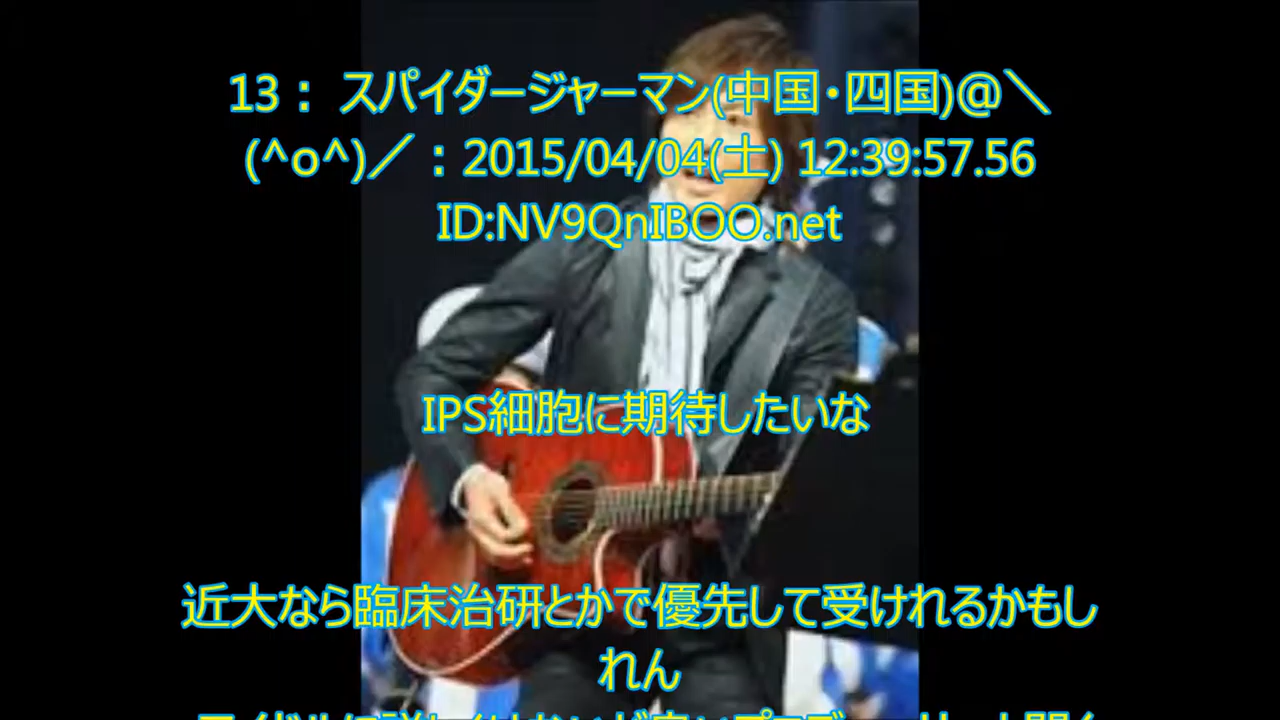 13： スパイダージャーマン(中国・四国)@＼
(^o^)／：2015/04/04(土) 12:39:57.56
ID:NV9QnIBOO.net
IPS細胞に期待したいな
近大なら臨床治研とかで優先して受けれるかもし
れん